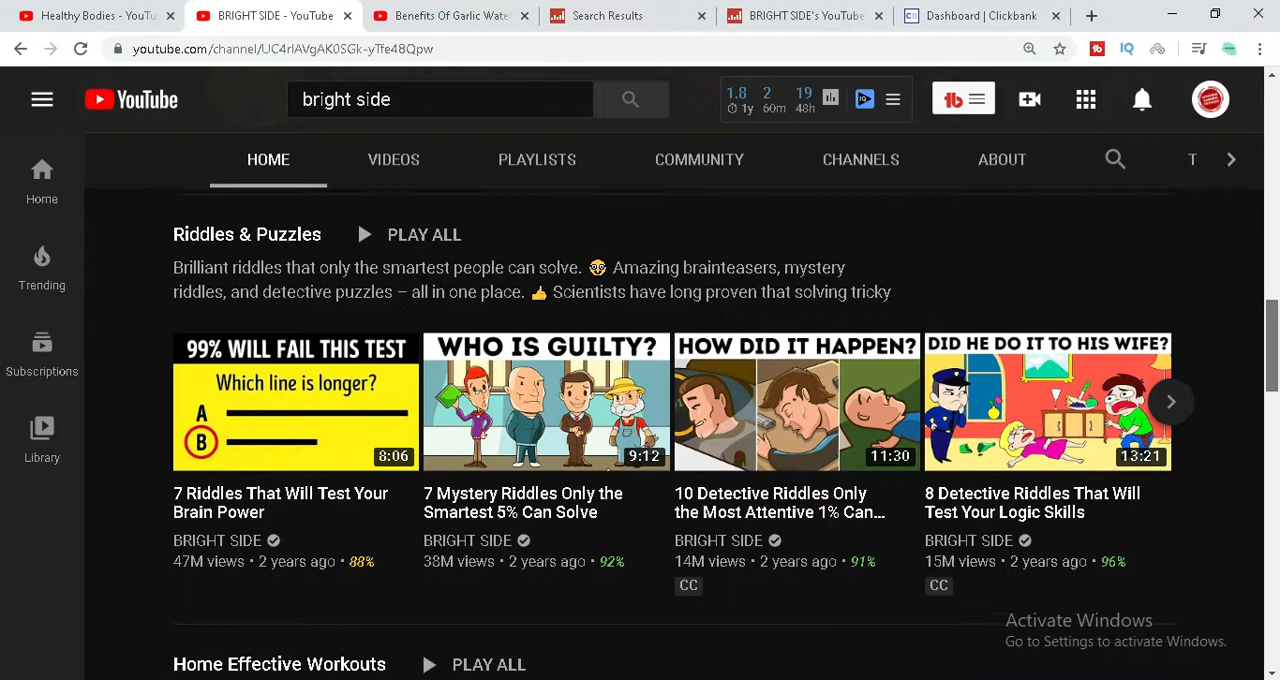 Healthy Bodies - YouTu
BRIGHT SIDE - YouTube
Benefits Of Garlic Water
Search Results
BRIGHT SIDE's YouTube
CB
Dashboard | Clickbank
youtube.com/channel/UC4rlAVgAK0SGk-yTfe48Qpw
tb
IQ
YouTube
bright side
1.8 2 19
1y 60m 48h
IQ
tb
HOME VIDEOS PLAYLISTS COMMUNITY CHANNELS ABOUT T
Home
Trending
Subscriptions
Library
Riddles & Puzzles PLAY ALL
Brilliant riddles that only the smartest people can solve. 🤓 Amazing brainteasers, mystery
riddles, and detective puzzles – all in one place. 👍 Scientists have long proven that solving tricky
99% WILL FAIL THIS TEST
Which line is longer?
A
B
8:06
7 Riddles That Will Test Your
Brain Power
BRIGHT SIDE
47M views • 2 years ago • 88%
WHO IS GUILTY?
9:12
7 Mystery Riddles Only the
Smartest 5% Can Solve
BRIGHT SIDE
38M views • 2 years ago • 92%
HOW DID IT HAPPEN?
11:30
10 Detective Riddles Only
the Most Attentive 1% Can...
BRIGHT SIDE
14M views • 2 years ago • 91%
CC
DID HE DO IT TO HIS WIFE?
13:21
8 Detective Riddles That Will
Test Your Logic Skills
BRIGHT SIDE
15M views • 2 years ago • 96%
CC
Home Effective Workouts PLAY ALL
Activate Windows
Go to Settings to activate Windows.